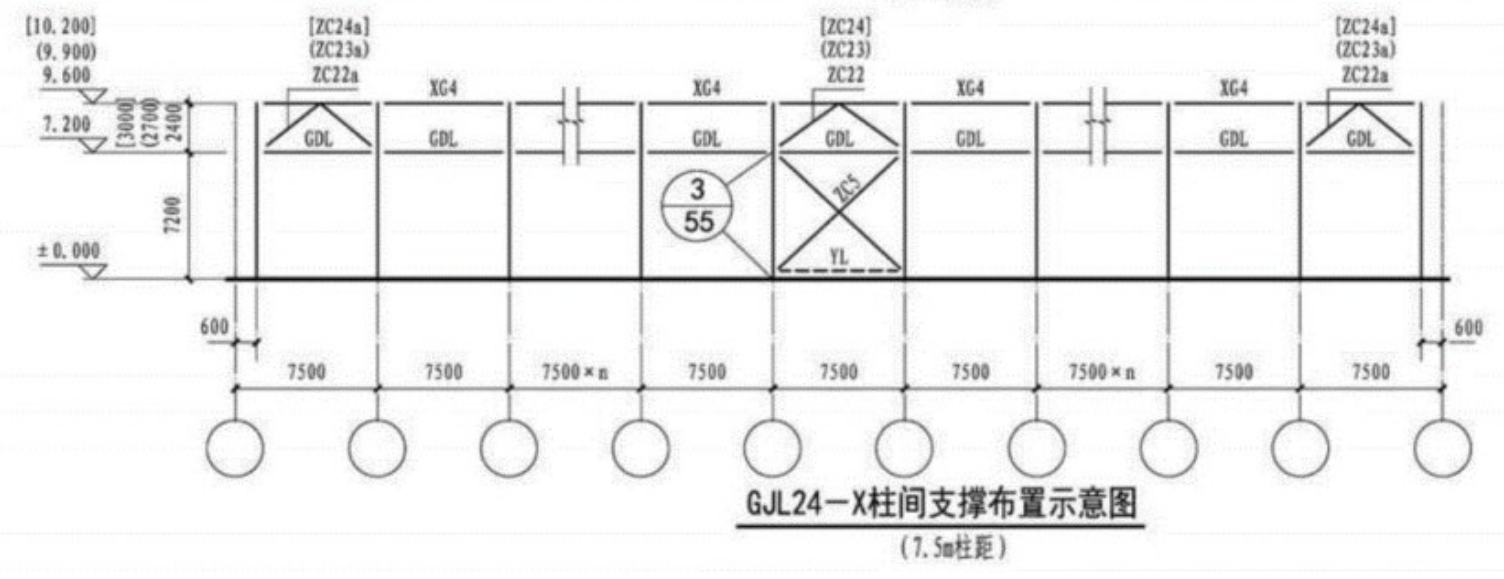 [10.200]
(9.900)
9.600
7.200
±0.000
[3000]
(2700)
2400
7200
[ZC24a]
(ZC23a)
ZC22a
[ZC24]
(ZC23)
ZC22
[ZC24a]
(ZC23a)
ZC22a
XG4 XG4 XG4 XG4
GDL GDL GDL GDL GDL GDL GDL
3
55
ZC5
YL
600 600
7500 7500 7500×n 7500 7500 7500 7500×n 7500 7500
GJL24-X柱间支撑布置示意图
(7.5m柱距)